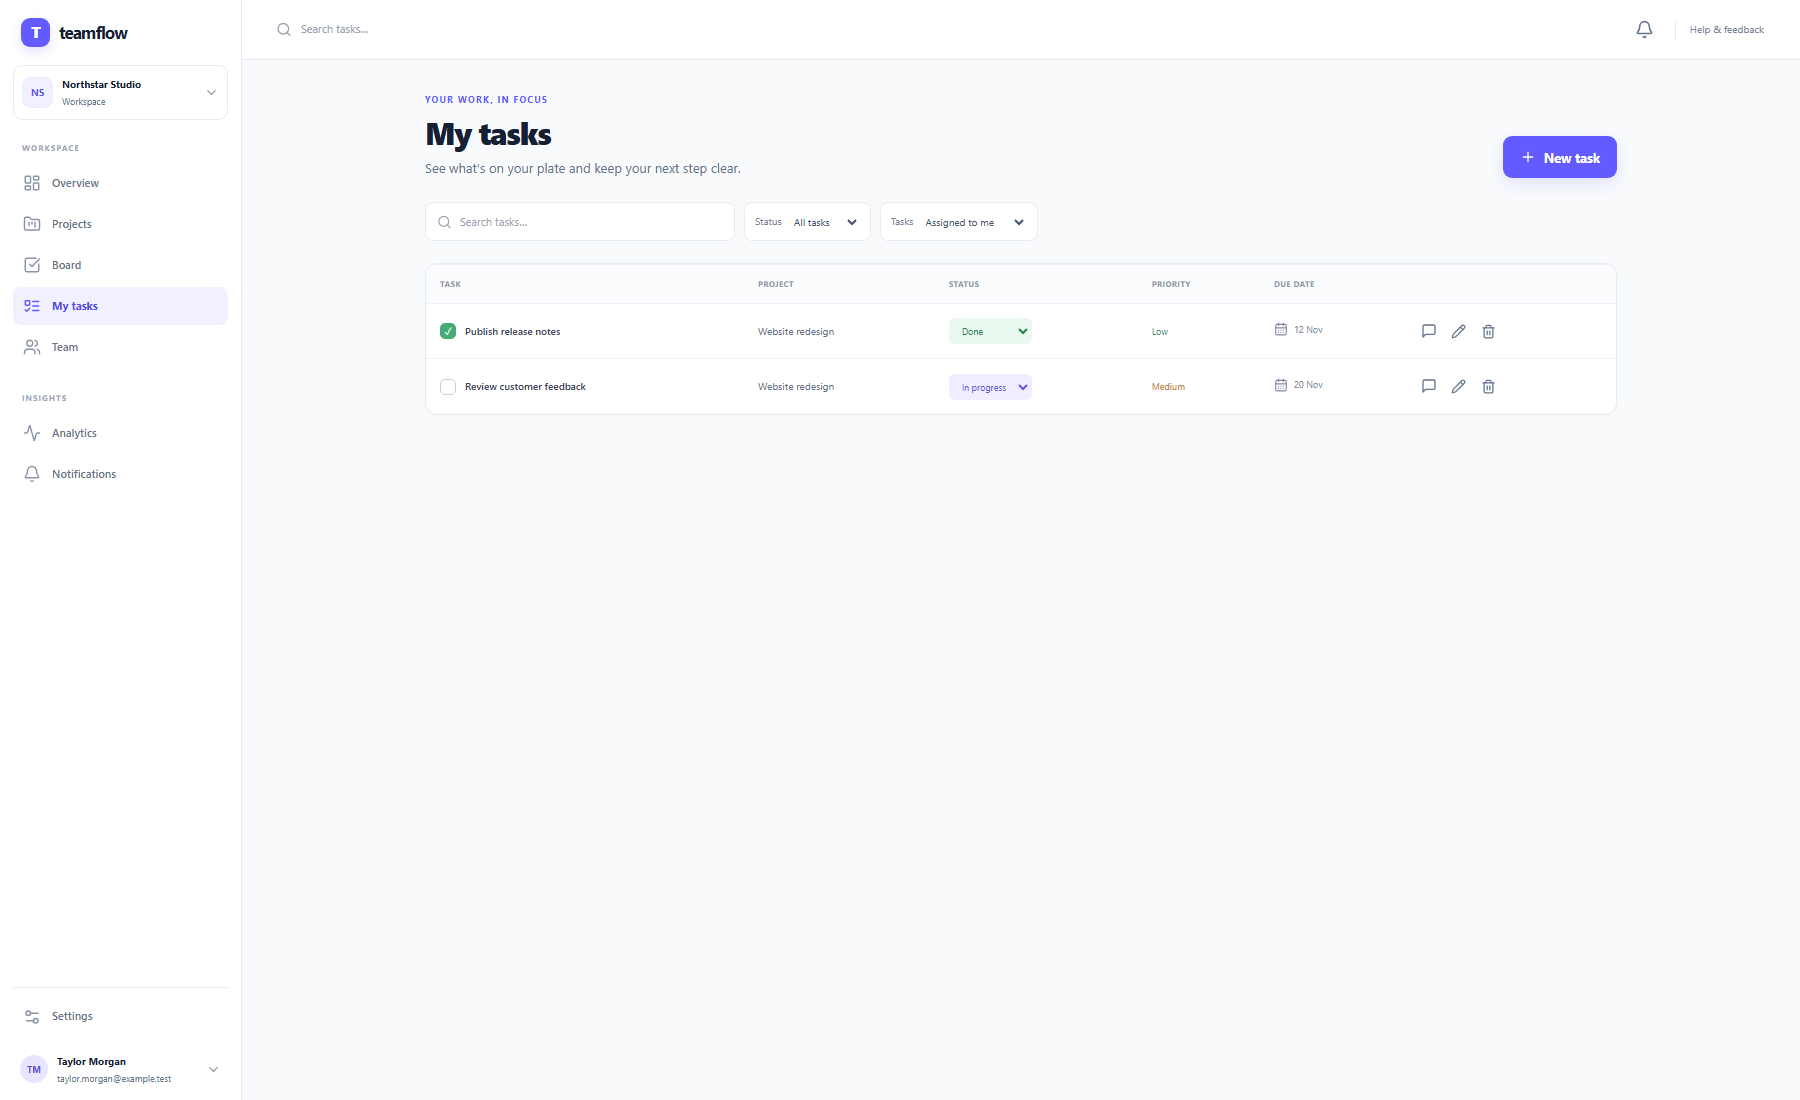 T teamflow
NS Northstar Studio
Workspace
WORKSPACE
Overview
Projects
Board
My tasks
Team
INSIGHTS
Analytics
Notifications
Settings
TM Taylor Morgan
taylor.morgan@example.test
Search tasks...
Help & feedback
YOUR WORK, IN FOCUS
My tasks
See what's on your plate and keep your next step clear.
New task
Search tasks...
Status All tasks
Tasks Assigned to me
TASK PROJECT STATUS PRIORITY DUE DATE
Publish release notes Website redesign Done Low 12 Nov
Review customer feedback Website redesign In progress Medium 20 Nov